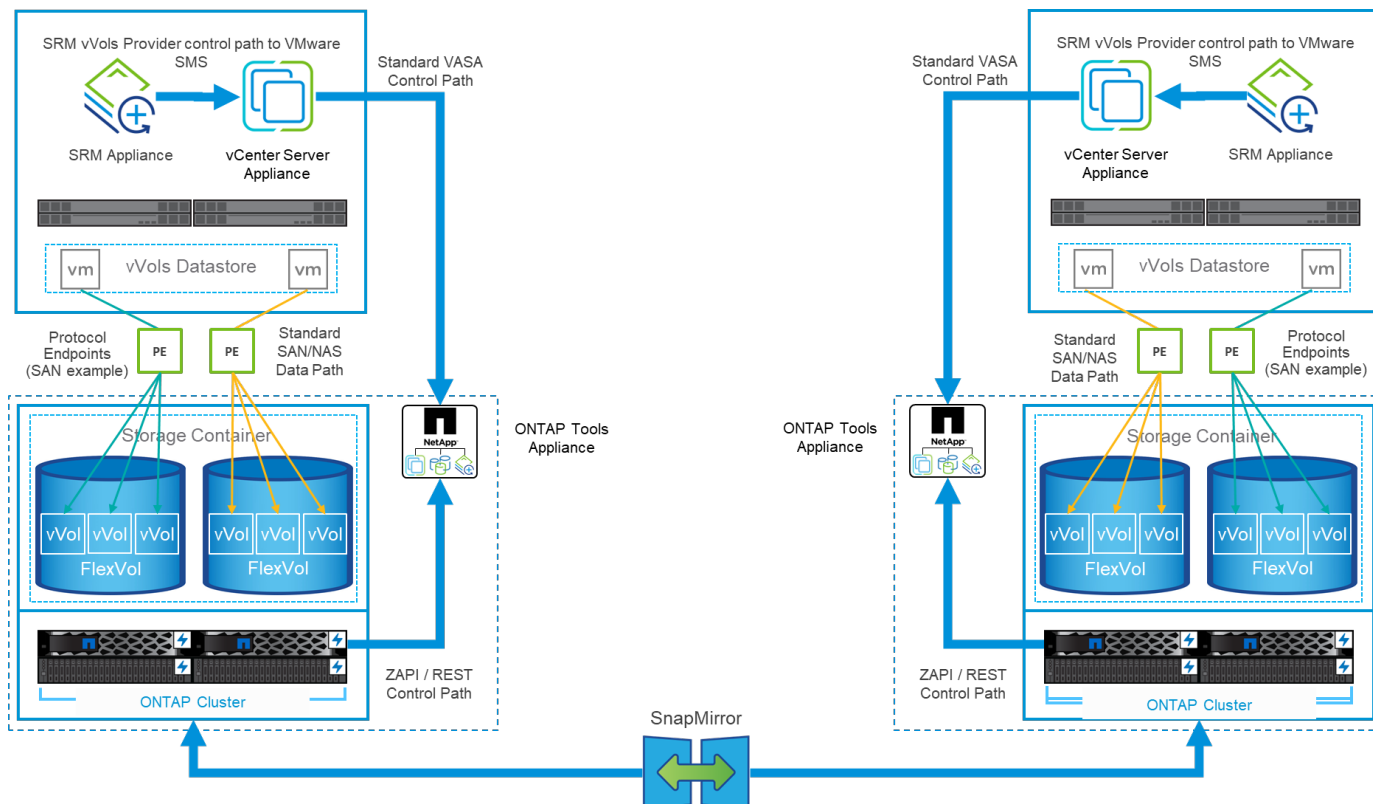 SRM vVols Provider control path to VMware
SMS
SRM Appliance
vCenter Server
Appliance
Standard VASA
Control Path
vm
vVols Datastore
vm
Protocol
Endpoints
(SAN example)
PE
PE
Standard
SAN/NAS
Data Path
Storage Container
vVol
vVol
vVol
FlexVol
vVol
vVol
vVol
FlexVol
NetApp
ONTAP Tools
Appliance
ZAPI / REST
Control Path
ONTAP Cluster
SnapMirror
SRM vVols Provider control path to VMware
SMS
Standard VASA
Control Path
vCenter Server
Appliance
SRM Appliance
vm
vVols Datastore
vm
Standard
SAN/NAS
Data Path
PE
PE
Protocol
Endpoints
(SAN example)
ONTAP Tools
Appliance
NetApp
Storage Container
vVol
vVol
vVol
FlexVol
vVol
vVol
vVol
FlexVol
ZAPI / REST
Control Path
ONTAP Cluster